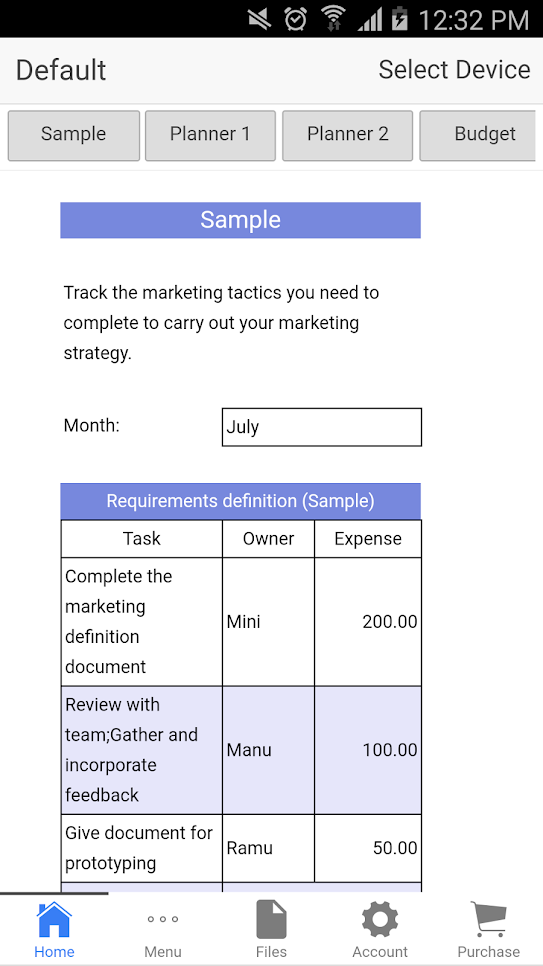 12:32 PM
Default
Select Device
Sample
Planner 1
Planner 2
Budget
Sample
Track the marketing tactics you need to
complete to carry out your marketing
strategy.
Month:
July
Requirements definition (Sample)
Task
Owner
Expense
Complete the
marketing
definition
document
Mini
200.00
Review with
team;Gather and
incorporate
feedback
Manu
100.00
Give document for
prototyping
Ramu
50.00
Home
Menu
Files
Account
Purchase